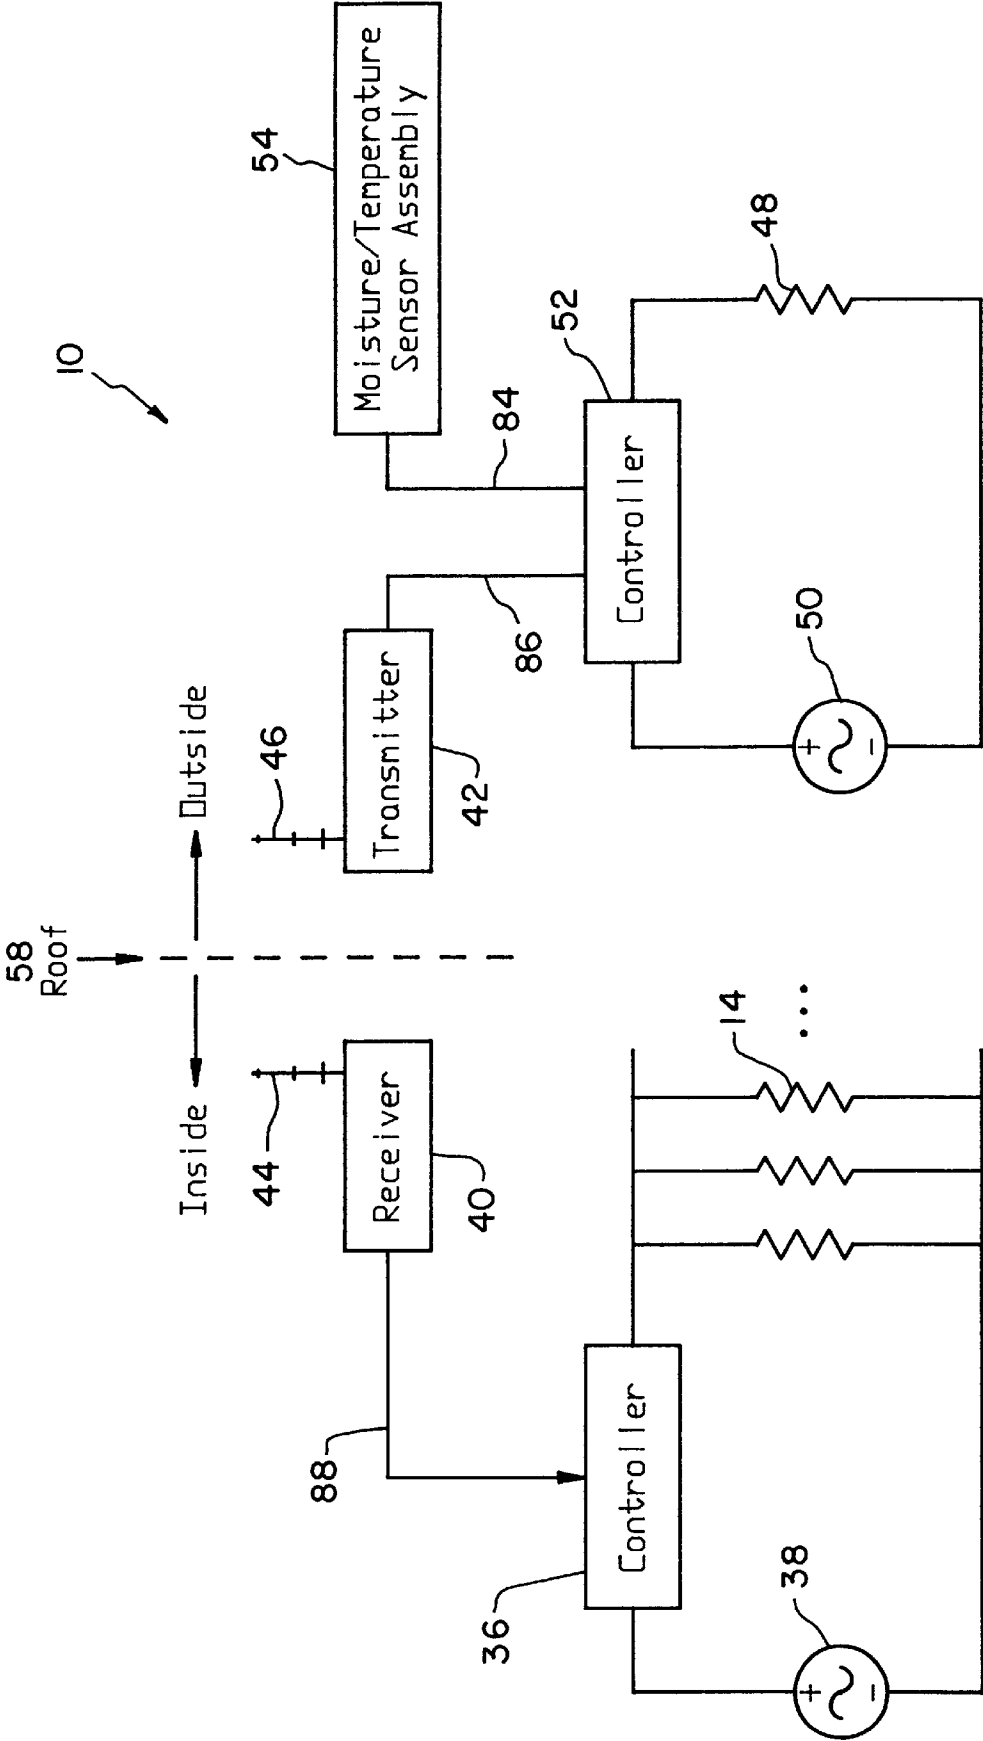 10
58
Roof
Inside
Outside
44
46
54
Receiver
Transmitter
Moisture/Temperature
Sensor Assembly
40
42
88
86
84
36
52
Controller
Controller
14
...
48
38
50
+
~
−
+
~
−